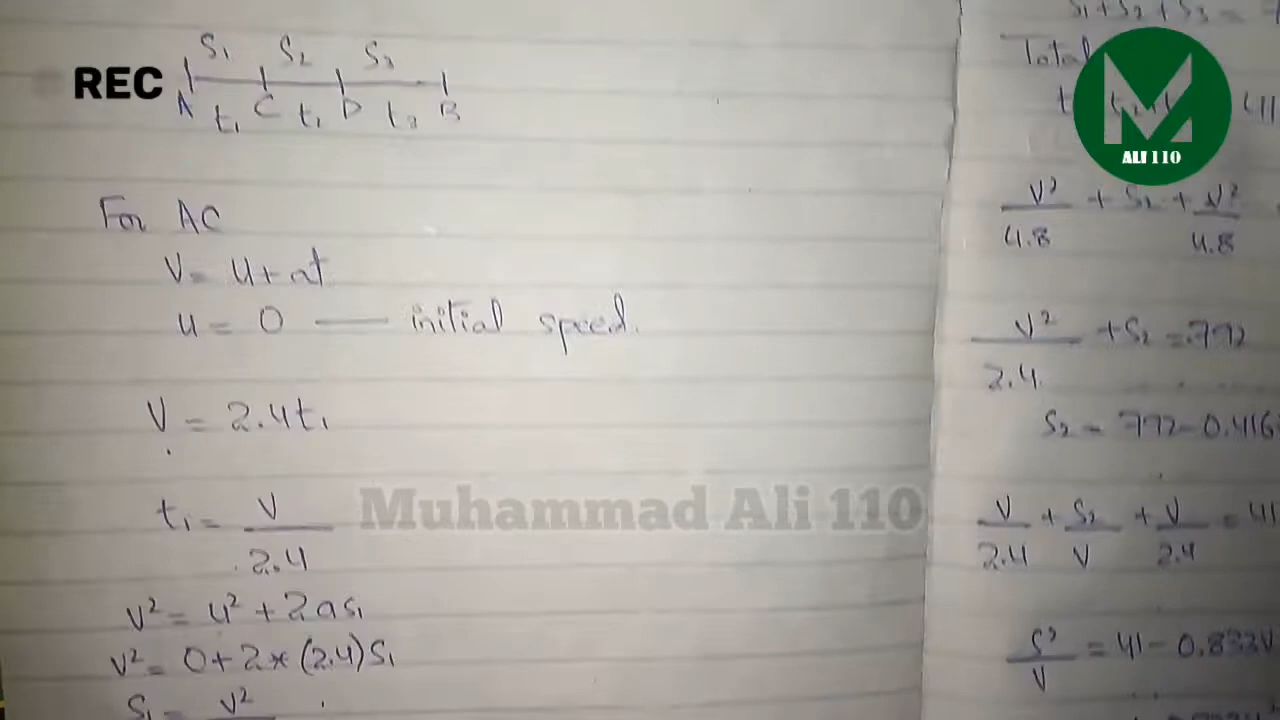 REC
S₁ S₂ S₃
A C D B
t₁ t₁ t₃
For AC
V = u + at
u = 0 — initial speed.
V = 2.4t₁
t₁ = V / 2.4
V² = u² + 2as₁
V² = 0 + 2 * (2.4) S₁
S₁ = V²
S₁ + S₂ + S₃ =
Total
M
ALI 110
V² / 4.8 + S₂ + V² / 4.8
V² / 2.4 + S₂ = 772
S₂ = 772 - 0.416
V / 2.4 + S₂ / V + V / 2.4 = 41
/ V = 41 - 0.833V
Muhammad Ali 110